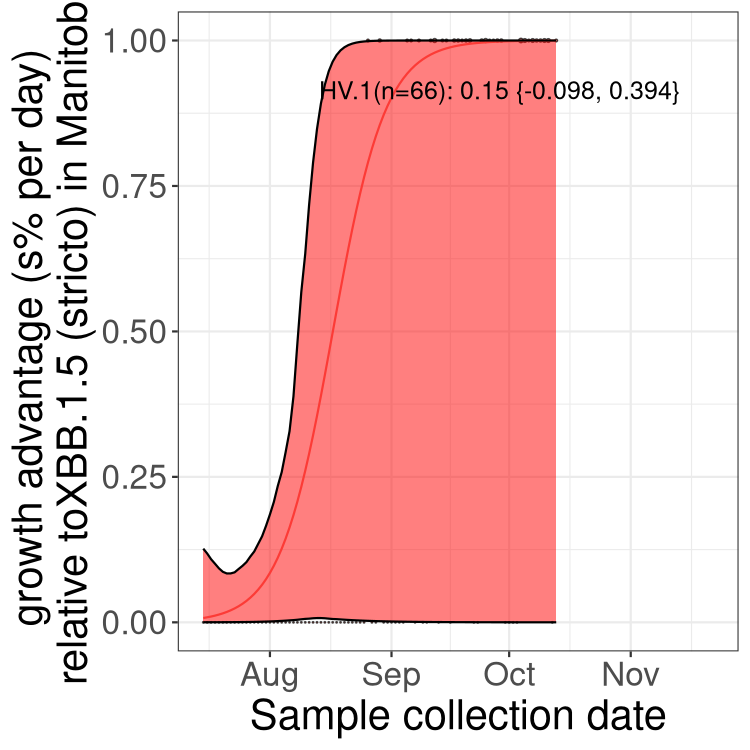 growth advantage (s% per day)
relative toXBB.1.5 (stricto) in Manitob
1.00
0.75
0.50
0.25
0.00
HV.1(n=66): 0.15 {-0.098, 0.394}
Aug
Sep
Oct
Nov
Sample collection date